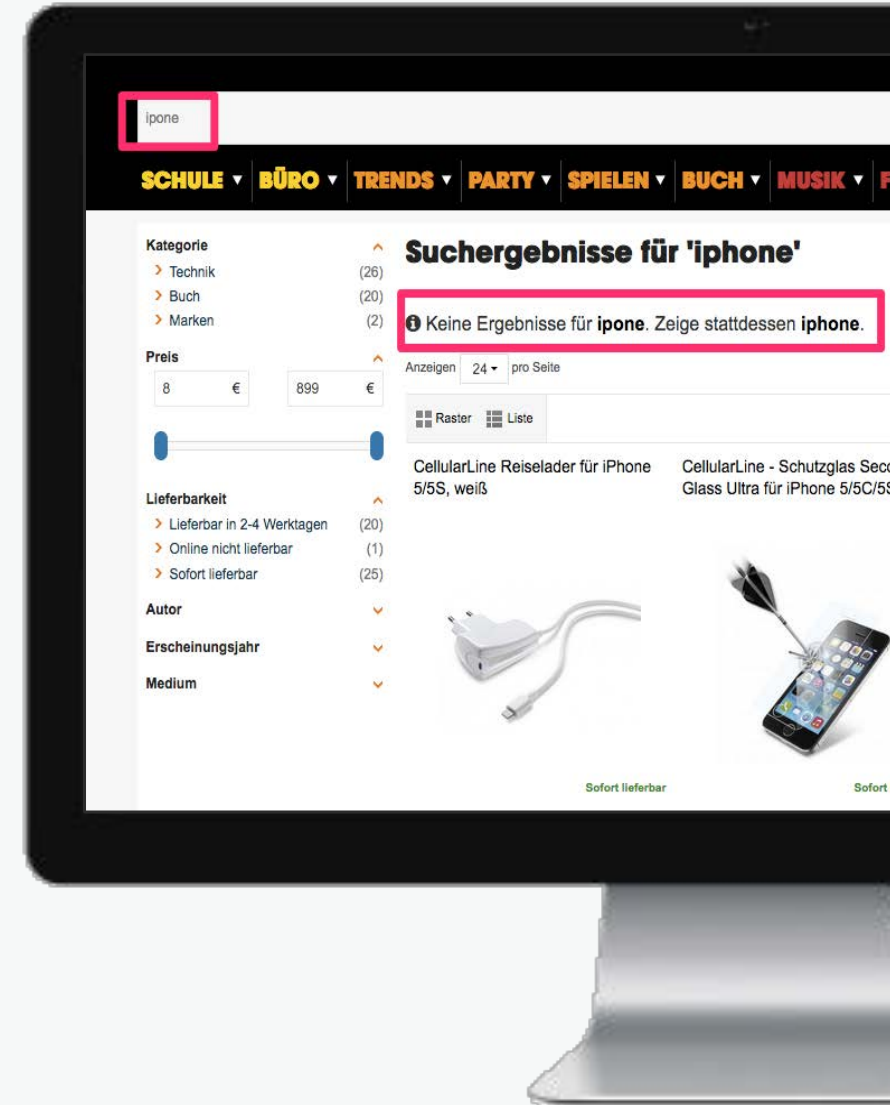 ipone
SCHULE BÜRO TRENDS PARTY SPIELEN BUCH MUSIK F
Kategorie
Technik (26)
Buch (20)
Marken (2)
Preis
8 € 899 €
Lieferbarkeit
Lieferbar in 2-4 Werktagen (20)
Online nicht lieferbar (1)
Sofort lieferbar (25)
Autor
Erscheinungsjahr
Medium
Suchergebnisse für 'iphone'
Keine Ergebnisse für ipone. Zeige stattdessen iphone.
Anzeigen 24 pro Seite
Raster Liste
CellularLine Reiselader für iPhone
5/5S, weiß
Sofort lieferbar
CellularLine - Schutzglas Seco
Glass Ultra für iPhone 5/5C/5S
Sofort